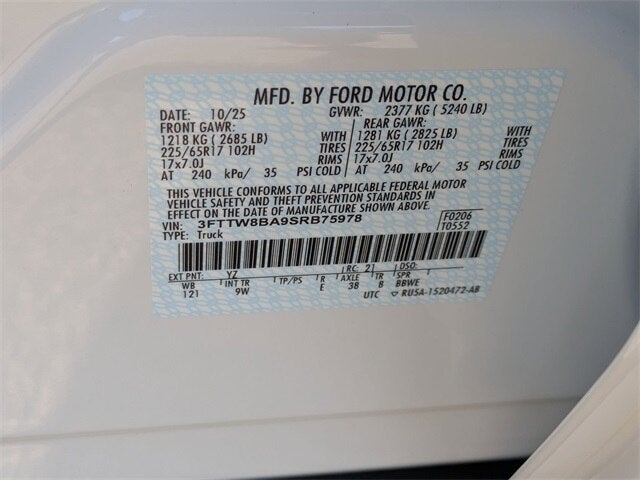 MFD. BY FORD MOTOR CO.
DATE: 10/25 GVWR: 2377 KG ( 5240 LB)
FRONT GAWR: REAR GAWR:
1218 KG ( 2685 LB) WITH 1281 KG ( 2825 LB) WITH
225/65R17 102H TIRES 225/65R17 102H TIRES
17x7.0J RIMS 17x7.0J RIMS
AT 240 kPa/ 35 PSI COLD AT 240 kPa/ 35 PSI COLD
THIS VEHICLE CONFORMS TO ALL APPLICABLE FEDERAL MOTOR
VEHICLE SAFETY AND THEFT PREVENTION STANDARDS IN
EFFECT ON THE DATE OF MANUFACTURE SHOWN ABOVE.
VIN: 3FTTW8BA9SRB75978 F0206
TYPE: Truck T0552
EXT PNT: YZ RC: 21 DSO:
WB INT TR TP/PS R AXLE TR SPR
121 9W E 38 8 BBWE
UTC ▽ RU5A-1520472-AB